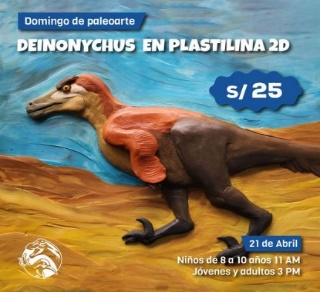 Domingo de paleoarte
DEINONYCHUS EN PLASTILINA 2D
S/ 25
21 de Abril
Niños de 8 a 10 años 11 AM
Jóvenes y adultos 3 PM